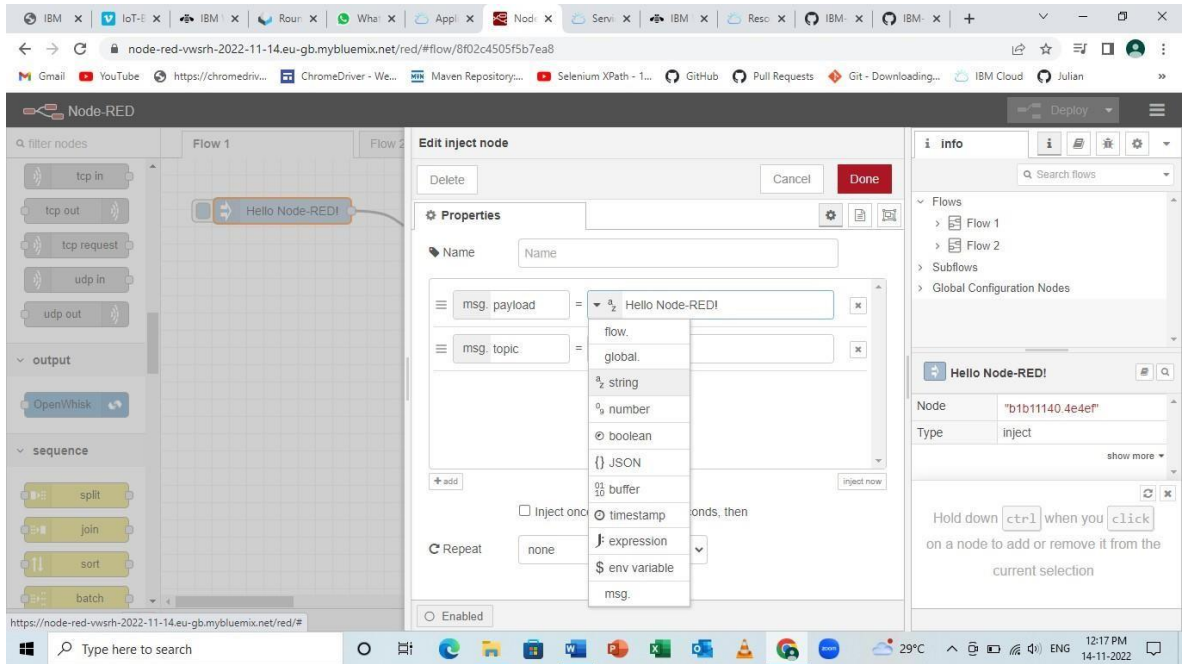 IBM
IoT-E
IBM
Roun
What
Appli
Node
Servi
IBM
Reso
IBM-
IBM-
node-red-vwsrh-2022-11-14.eu-gb.mybluemix.net/red/#flow/8f02c4505f5b7ea8
Gmail YouTube https://chromedriv... ChromeDriver - We... Maven Repository:... Selenium XPath - 1... GitHub Pull Requests Git - Downloading... IBM Cloud Julian »
Node-RED
Deploy
filter nodes
Flow 1
Flow 2
tcp in
tcp out
tcp request
udp in
udp out
output
OpenWhisk
sequence
split
join
sort
batch
Hello Node-RED!
Edit inject node
Delete
Cancel
Done
Properties
Name
Name
msg. payload = Hello Node-RED!
msg. topic =
flow.
global.
string
number
boolean
{} JSON
buffer
timestamp
expression
$ env variable
msg.
+ add
inject now
Inject once
onds, then
Repeat
none
Enabled
i info
Search flows
Flows
Flow 1
Flow 2
Subflows
Global Configuration Nodes
Hello Node-RED!
Node "b1b11140.4e4ef"
Type inject
show more
Hold down ctrl when you click
on a node to add or remove it from the
current selection
https://node-red-vwsrh-2022-11-14.eu-gb.mybluemix.net/red/#
Type here to search
zoom
29°C
ENG
12:17 PM
14-11-2022